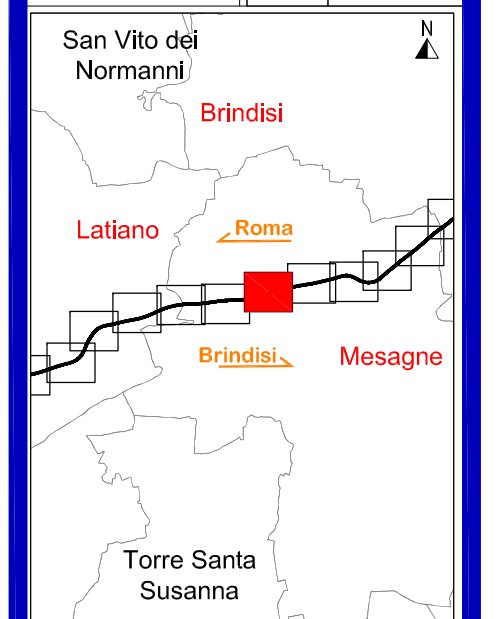 San Vito dei
Normanni
N
Brindisi
Latiano
Roma
Brindisi
Mesagne
Torre Santa
Susanna